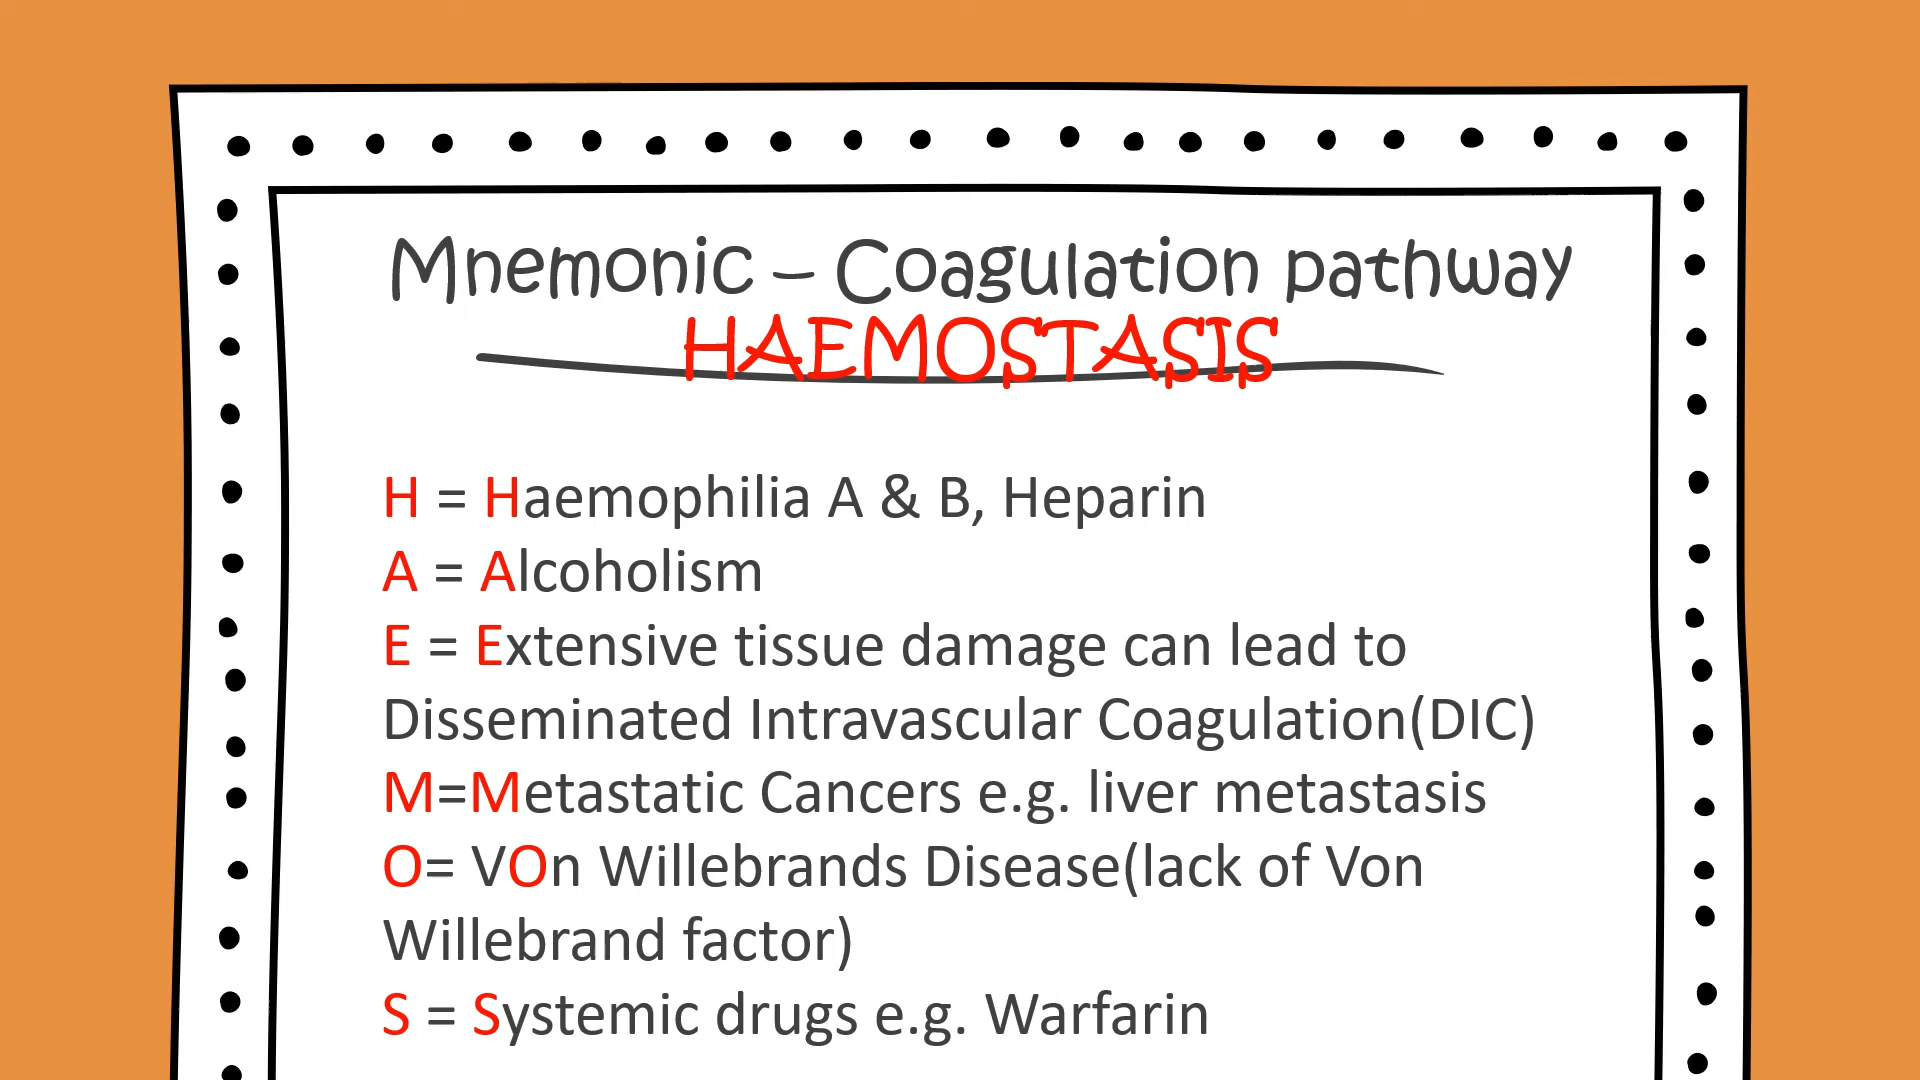 Mnemonic – Coagulation pathway
HAEMOSTASIS
H = Haemophilia A & B, Heparin
A = Alcoholism
E = Extensive tissue damage can lead to
Disseminated Intravascular Coagulation(DIC)
M=Metastatic Cancers e.g. liver metastasis
O= VOn Willebrands Disease(lack of Von
Willebrand factor)
S = Systemic drugs e.g. Warfarin